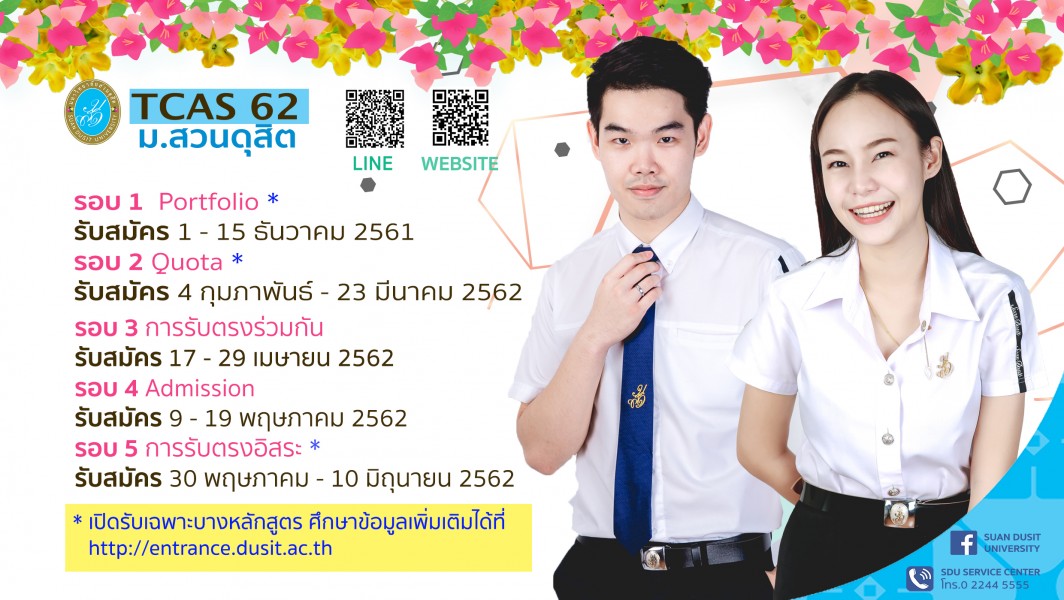 TCAS 62
ม.สวนดุสิต
LINE
WEBSITE
รอบ 1 Portfolio *
รับสมัคร 1 - 15 ธันวาคม 2561
รอบ 2 Quota *
รับสมัคร 4 กุมภาพันธ์ - 23 มีนาคม 2562
รอบ 3 การรับตรงร่วมกัน
รับสมัคร 17 - 29 เมษายน 2562
รอบ 4 Admission
รับสมัคร 9 - 19 พฤษภาคม 2562
รอบ 5 การรับตรงอิสระ *
รับสมัคร 30 พฤษภาคม - 10 มิถุนายน 2562
* เปิดรับเฉพาะบางหลักสูตร ศึกษาข้อมูลเพิ่มเติมได้ที่
http://entrance.dusit.ac.th
SUAN DUSIT
UNIVERSITY
SDU SERVICE CENTER
โทร.0 2244 5555